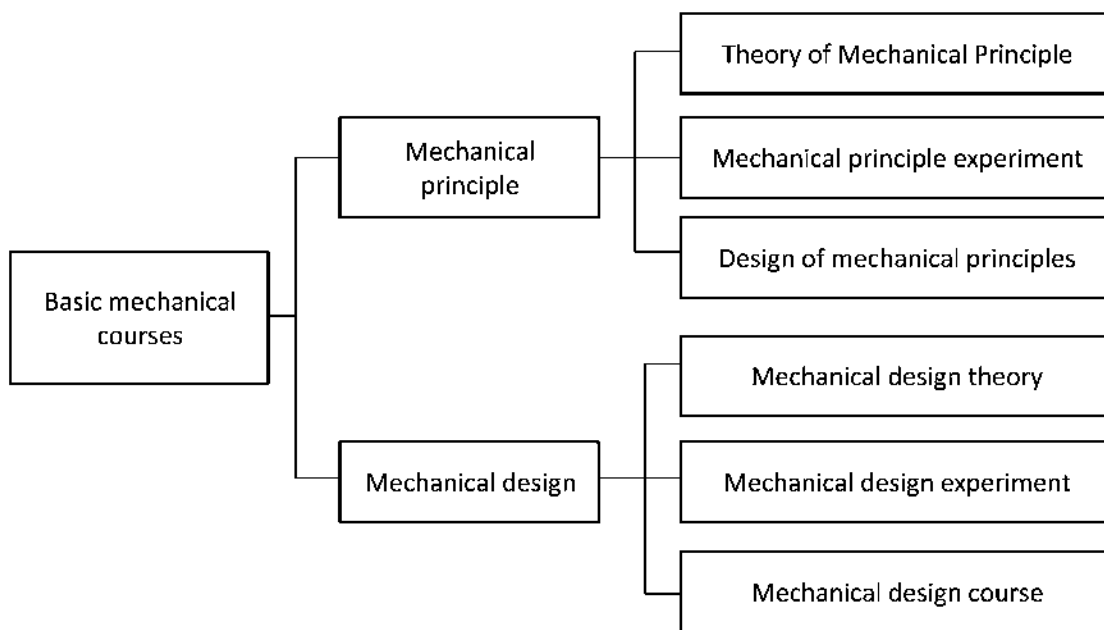 Theory of Mechanical Principle
Mechanical
principle
Mechanical principle experiment
Design of mechanical principles
Basic mechanical
courses
Mechanical design theory
Mechanical design
Mechanical design experiment
Mechanical design course